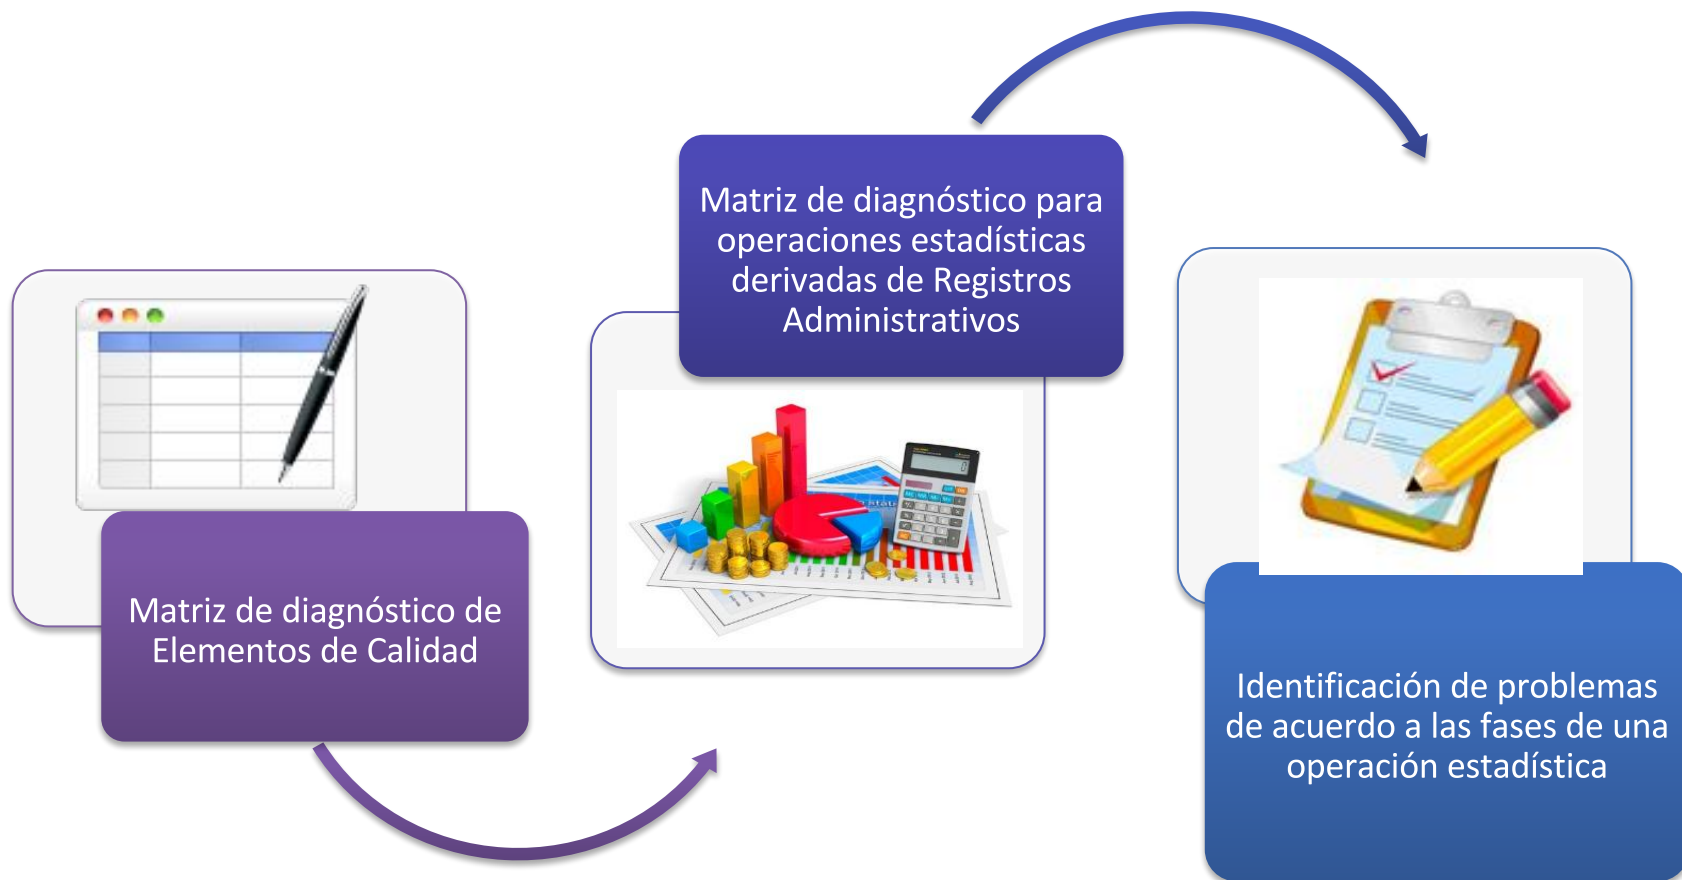 Matriz de diagnóstico de
Elementos de Calidad
Matriz de diagnóstico para
operaciones estadísticas
derivadas de Registros
Administrativos
Identificación de problemas
de acuerdo a las fases de una
operación estadística